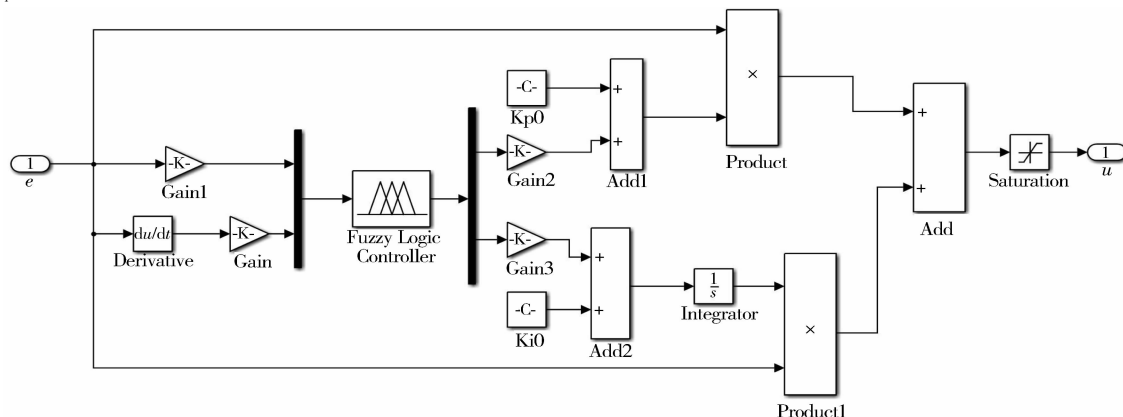 ×
-C-
+
Kp0
+
+
-K-
Product
1
-K-
Gain2
Add1
1
e
Gain1
Saturation
u
+
du/dt
-K-
Fuzzy Logic
Controller
-K-
Add
Derivative
Gain
Gain3
+
1
s
-C-
+
Integrator
×
Ki0
Add2
Product1